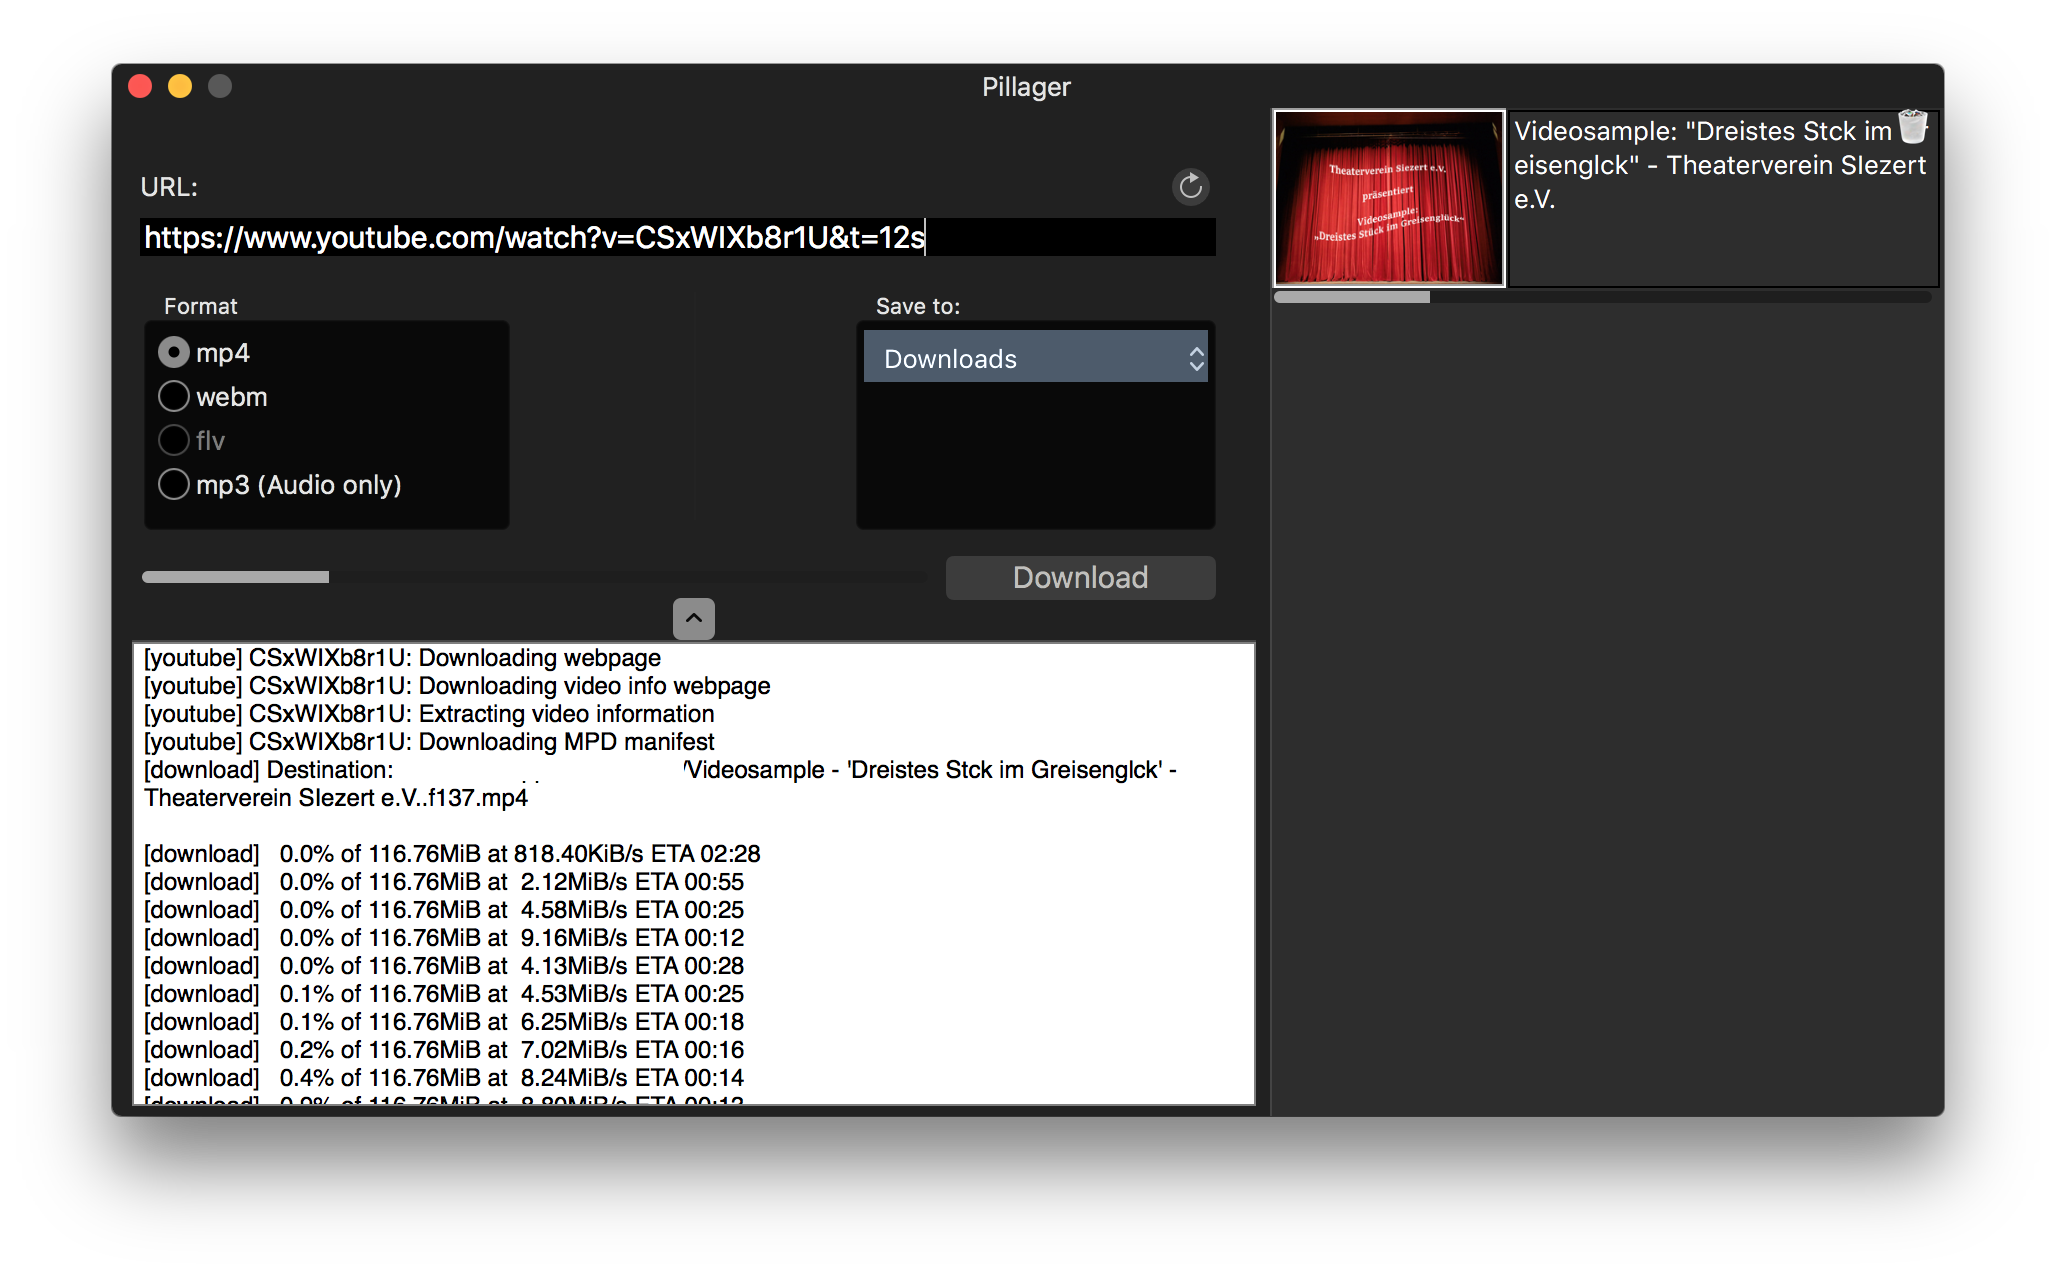 Pillager
URL:
https://www.youtube.com/watch?v=CSxWIXb8r1U&t=12s
Format
mp4
webm
flv
mp3 (Audio only)
Save to:
Downloads
Download
[youtube] CSxWIXb8r1U: Downloading webpage
[youtube] CSxWIXb8r1U: Downloading video info webpage
[youtube] CSxWIXb8r1U: Extracting video information
[youtube] CSxWIXb8r1U: Downloading MPD manifest
[download] Destination: /Videosample - 'Dreistes Stck im Greisenglck' -
Theaterverein Slezert e.V..f137.mp4
[download] 0.0% of 116.76MiB at 818.40KiB/s ETA 02:28
[download] 0.0% of 116.76MiB at 2.12MiB/s ETA 00:55
[download] 0.0% of 116.76MiB at 4.58MiB/s ETA 00:25
[download] 0.0% of 116.76MiB at 9.16MiB/s ETA 00:12
[download] 0.0% of 116.76MiB at 4.13MiB/s ETA 00:28
[download] 0.1% of 116.76MiB at 4.53MiB/s ETA 00:25
[download] 0.1% of 116.76MiB at 6.25MiB/s ETA 00:18
[download] 0.2% of 116.76MiB at 7.02MiB/s ETA 00:16
[download] 0.4% of 116.76MiB at 8.24MiB/s ETA 00:14
Theaterverein Slezert e.V.
präsentiert
Videosample:
„Dreistes Stück im Greisenglück“
Videosample: "Dreistes Stck im
eisenglck" - Theaterverein Slezert
e.V.